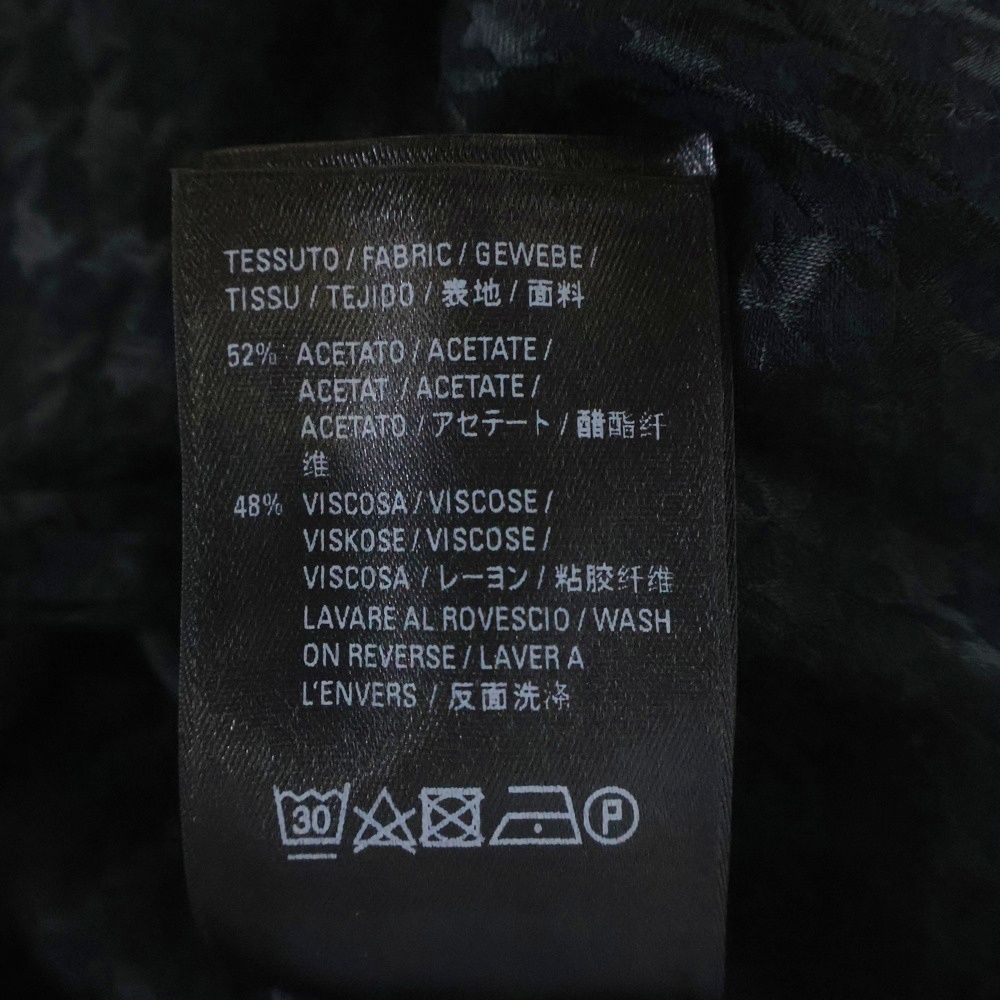 TESSUTO / FABRIC / GEWEBE /
TISSU / TEJIDO / 表地 / 面料
52% ACETATO / ACETATE /
ACETAT / ACETATE /
ACETATO / アセテート / 醋酯纤
维
48% VISCOSA / VISCOSE /
VISKOSE / VISCOSE /
VISCOSA / レーヨン / 粘胶纤维
LAVARE AL ROVESCIO / WASH
ON REVERSE / LAVER A
L'ENVERS / 反面洗涤
30 P